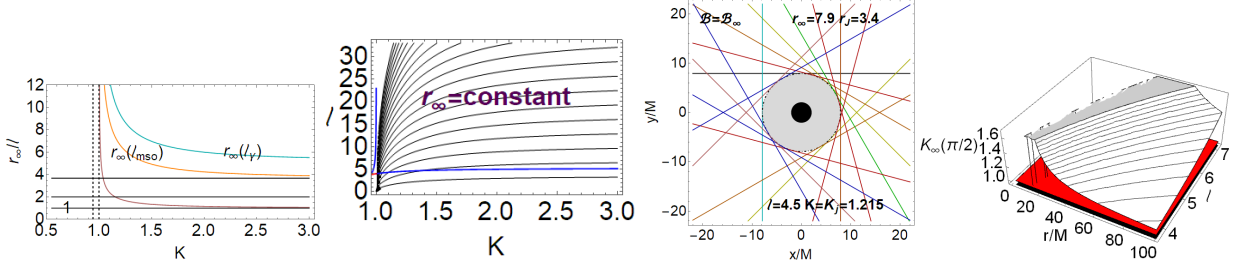 12
10
8
6
4
2
0
r∞//
r∞(lmso)
r∞(lγ)
1
0.5 1.0 1.5 2.0 2.5 3.0
K
30
25
20
15
10
5
0
l
r∞=constant
1.0 1.5 2.0 2.5 3.0
K
20
10
0
-10
-20
y/M
ℬ=ℬ∞ r∞=7.9 rJ=3.4
l=4.5 K=KJ=1.215
-20 -10 0 10 20
x/M
1.6
1.4
1.2
1.0
K∞(π/2)
0 20 40 60 80 100
r/M
7
6
5
4
l